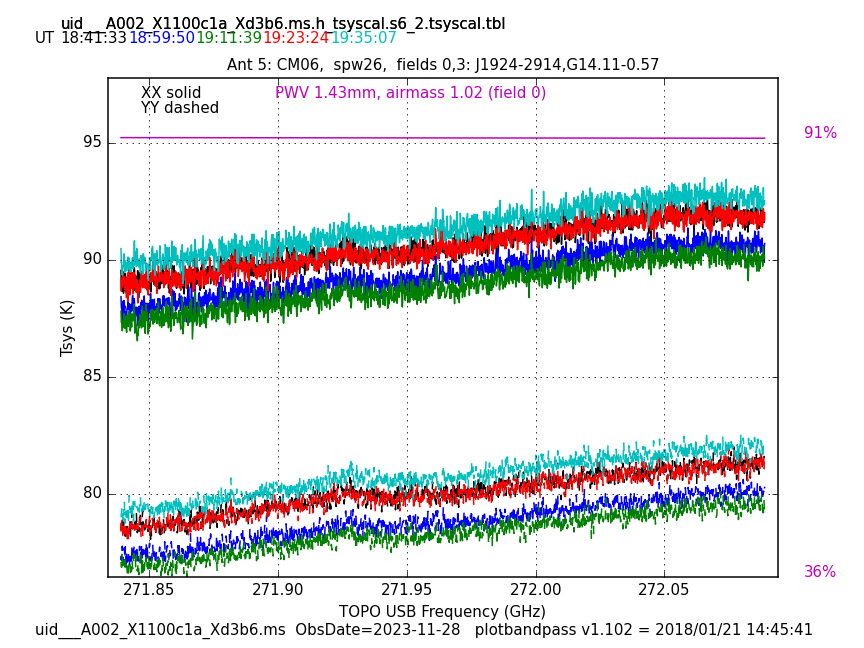 uid___A002_X1100c1a_Xd3b6.ms.h_tsyscal.s6_2.tsyscal.tbl
UT 18:41:33 18:59:50 19:11:39 19:23:24 19:35:07
Ant 5: CM06, spw26, fields 0,3: J1924-2914,G14.11-0.57
XX solid PWV 1.43mm, airmass 1.02 (field 0)
YY dashed
91%
95
90
85
80
36%
Tsys (K)
271.85 271.90 271.95 272.00 272.05
TOPO USB Frequency (GHz)
uid___A002_X1100c1a_Xd3b6.ms ObsDate=2023-11-28 plotbandpass v1.102 = 2018/01/21 14:45:41